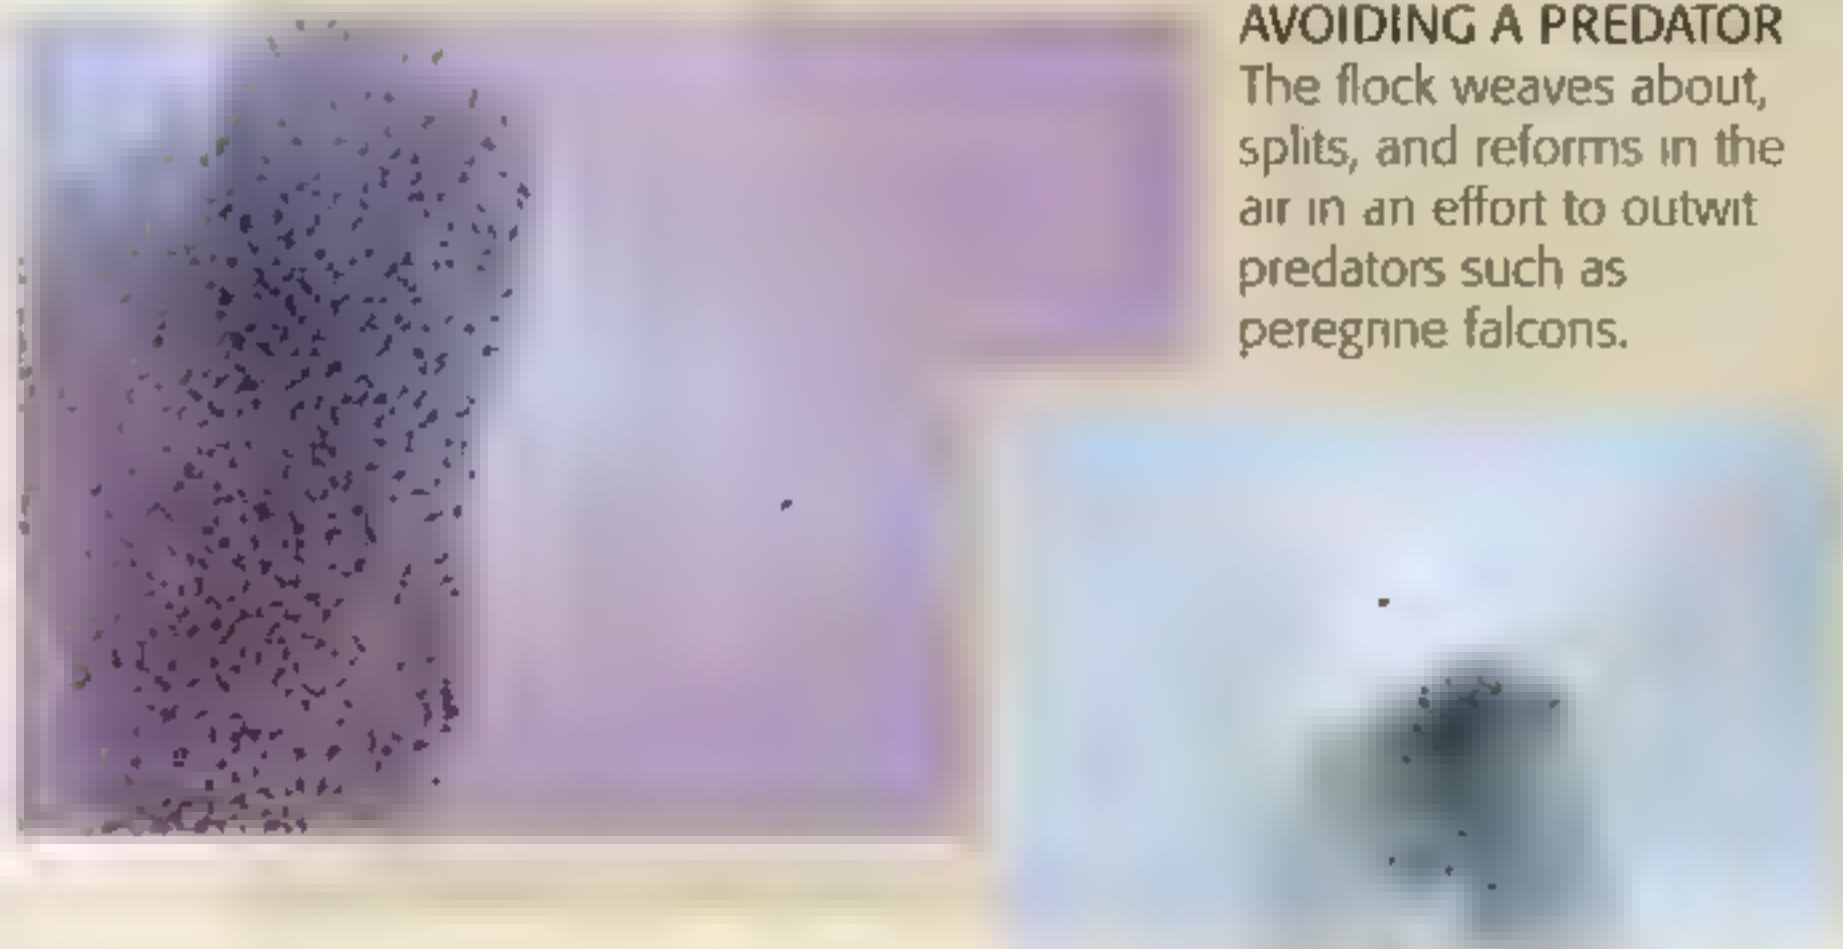 AVOIDING A PREDATOR
The flock weaves about,
splits, and reforms in the
air in an effort to outwit
predators such as
peregrine falcons.